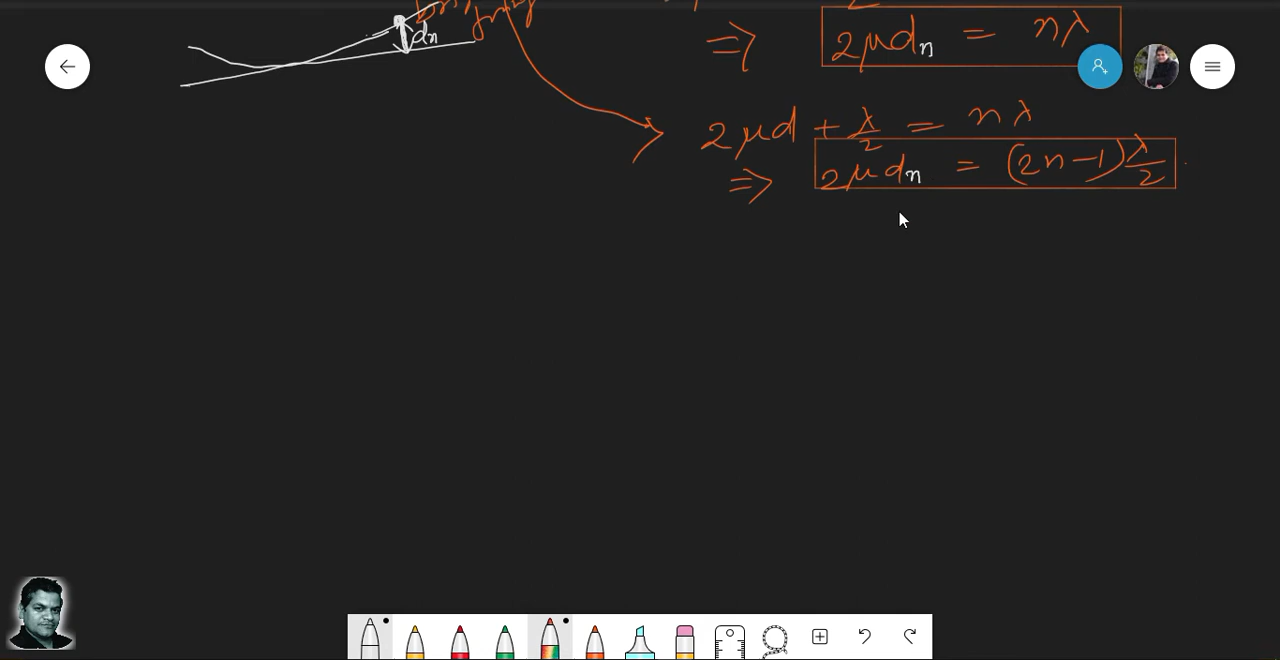 dn
⇒ 2μdn = nλ
2μd + λ/2 = nλ
⇒ 2μdn = (2n-1)λ/2